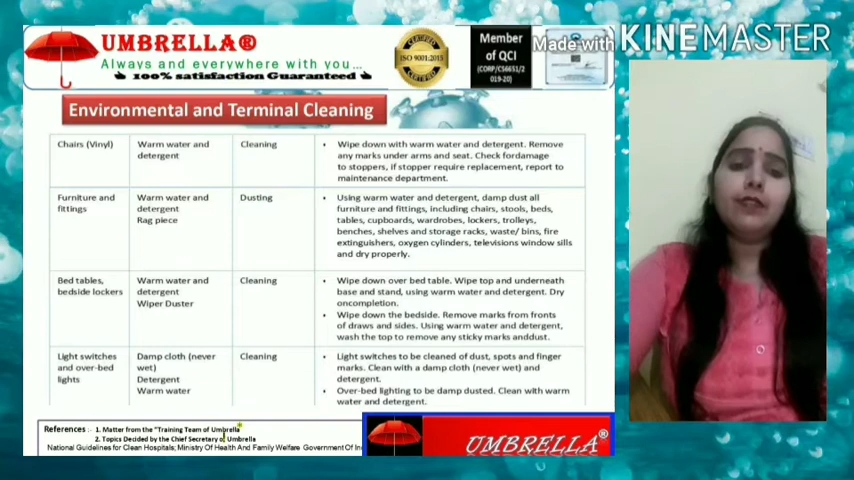 UMBRELLA®
Always and everywhere with you...
100% satisfaction Guaranteed
CERTIFIED
ISO 9001:2015
CERTIFIED
Member
of QCI
(CORP/CS6651/2
019-20)
Made with KINEMASTER
Environmental and Terminal Cleaning
Chairs (Vinyl)
Warm water and
detergent
Cleaning
• Wipe down with warm water and detergent. Remove
any marks under arms and seat. Check fordamage
to stoppers, if stopper require replacement, report to
maintenance department.
Furniture and
fittings
Warm water and
detergent
Rag piece
Dusting
• Using warm water and detergent, damp dust all
furniture and fittings, including chairs, stools, beds,
tables, cupboards, wardrobes, lockers, trolleys,
benches, shelves and storage racks, waste/ bins, fire
extinguishers, oxygen cylinders, televisions window sills
and dry properly.
Bed tables,
bedside lockers
Warm water and
detergent
Wiper Duster
Cleaning
• Wipe down over bed table. Wipe top and underneath
base and stand, using warm water and detergent. Dry
oncompletion.
• Wipe down the bedside. Remove marks from fronts
of draws and sides. Using warm water and detergent,
wash the top to remove any sticky marks anddust.
Light switches
and over-bed
lights
Damp cloth (never
wet)
Detergent
Warm water
Cleaning
• Light switches to be cleaned of dust, spots and finger
marks. Clean with a damp cloth (never wet) and
detergent.
• Over-bed lighting to be damp dusted. Clean with warm
water and detergent.
References :- 1. Matter from the "Training Team of Umbrella"
2. Topics Decided by the Chief Secretary of Umbrella
National Guidelines for Clean Hospitals; Ministry Of Health And Family Welfare Government Of In
UMBRELLA®